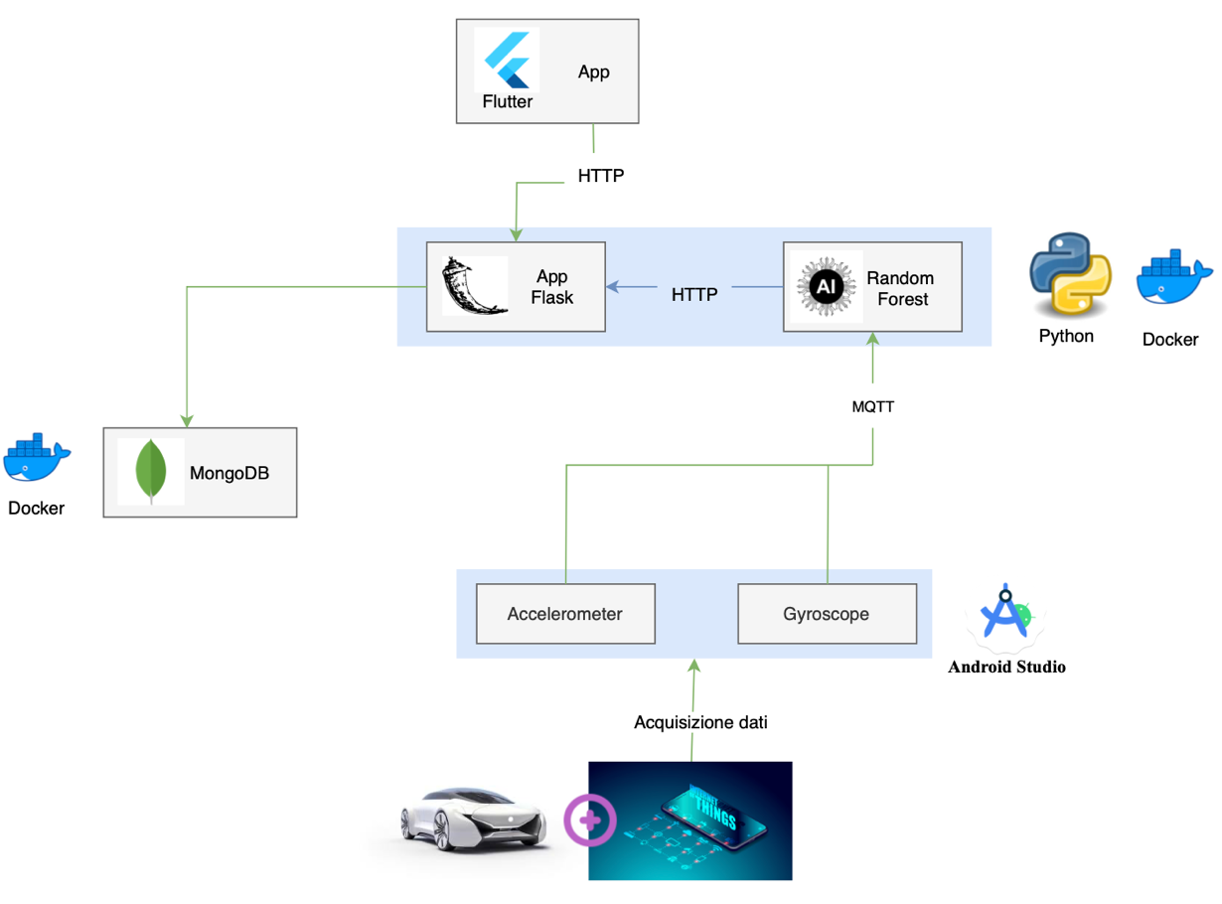 App
Flutter
HTTP
App
Flask
HTTP
AI
Random
Forest
Python
Docker
MQTT
MongoDB
Docker
Accelerometer
Gyroscope
Android Studio
Acquisizione dati
THINGS